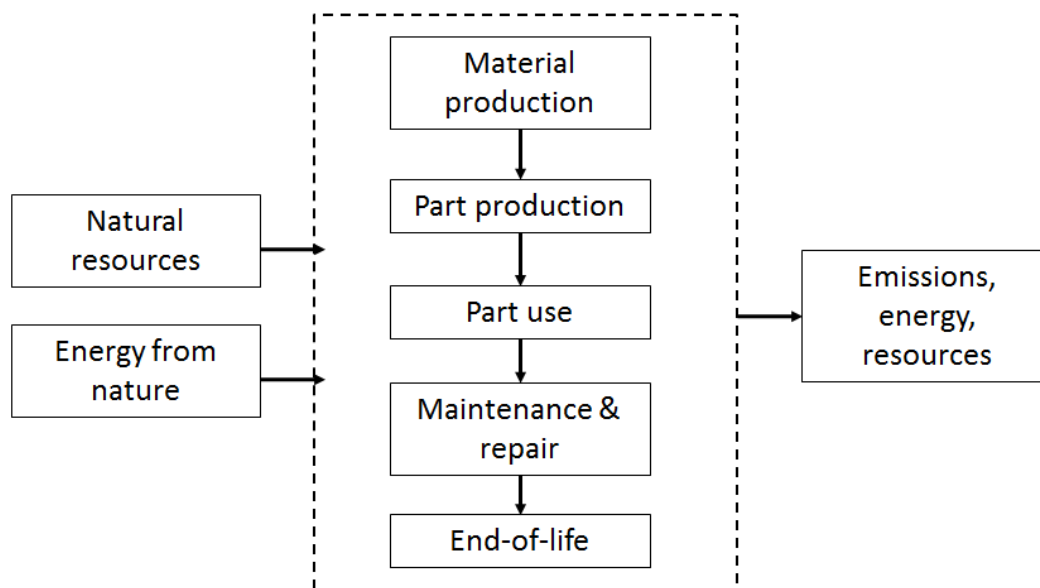 Material
production
Part production
Part use
Maintenance &
repair
End-of-life
Natural
resources
Energy from
nature
Emissions,
energy,
resources